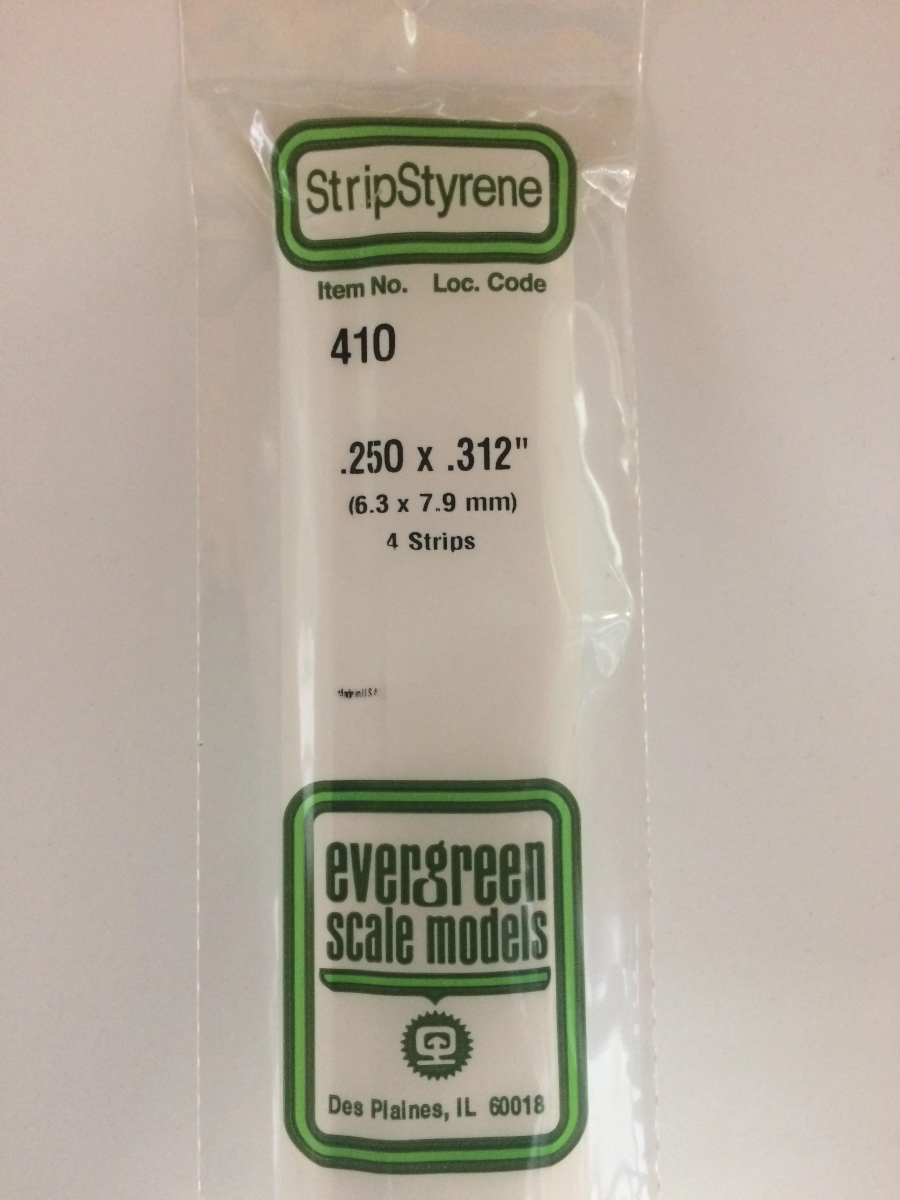 StripStyrene
Item No. Loc. Code
410
.250 x .312"
(6.3 x 7.9 mm)
4 Strips
evergreen
scale models
Des Plaines, IL 60018